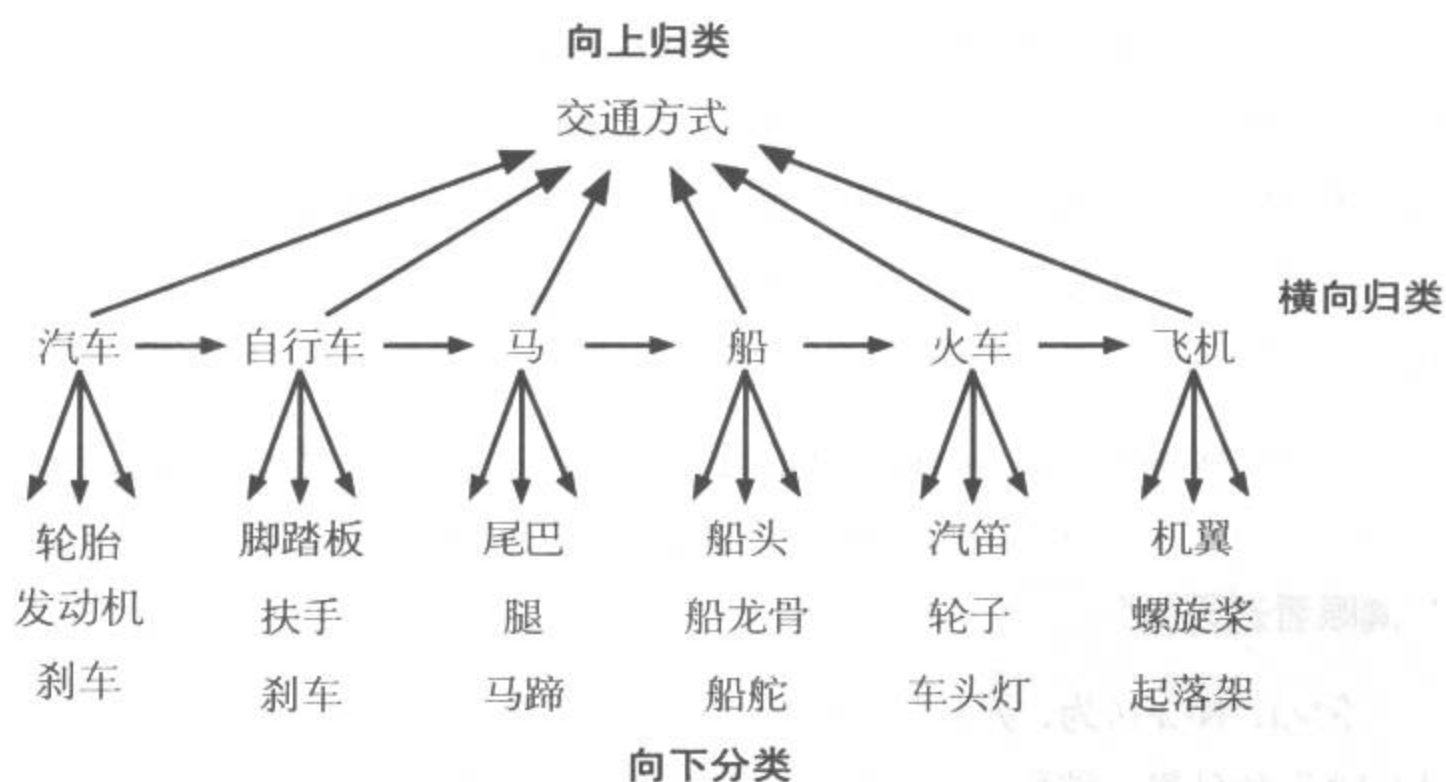 向上归类
交通方式
横向归类
汽车 自行车 马 船 火车 飞机
轮胎 脚踏板 尾巴 船头 汽笛 机翼
发动机 扶手 腿 船龙骨 轮子 螺旋桨
刹车 刹车 马蹄 船舵 车头灯 起落架
向下分类